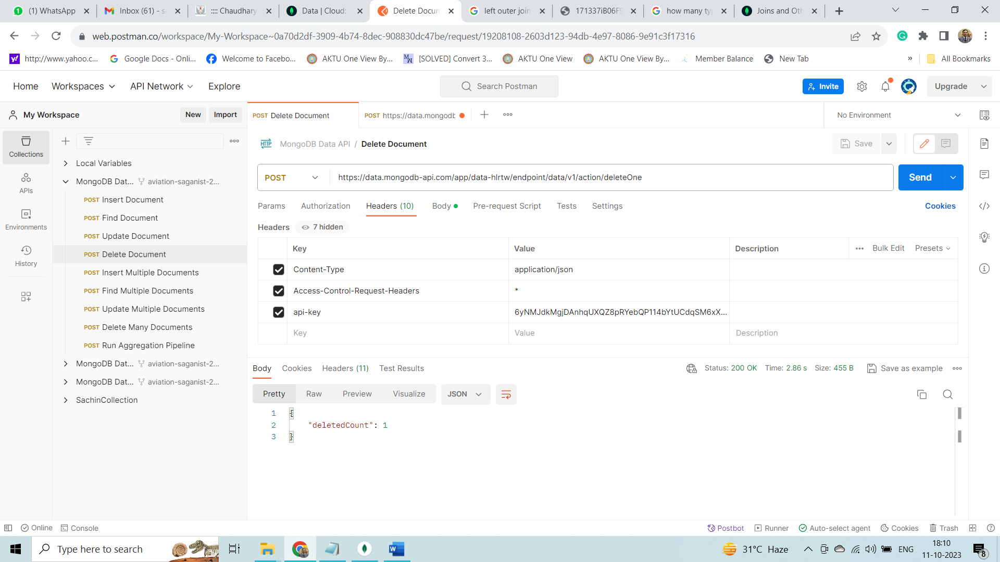 (1) WhatsApp
Inbox (61) - s
:::: Chaudhary
Data | Cloud:
Delete Docum
left outer join
171337iB06F9
how many ty
Joins and Oth
web.postman.co/workspace/My-Workspace~0a70d2df-3909-4b74-8dec-908830dc47be/request/19208108-2603d123-94db-4e97-8086-9e91c3f17316
http://www.yahoo.c...
Google Docs - Onli...
Welcome to Facebo...
AKTU One View By...
[SOLVED] Convert 3...
AKTU One View
AKTU One View By...
Member Balance
New Tab
»
All Bookmarks
Home
Workspaces
API Network
Explore
Search Postman
Invite
Upgrade
My Workspace
New
Import
POST Delete Document
POST https://data.mongodb
No Environment
Collections
APIs
Environments
History
Local Variables
MongoDB Dat... aviation-saganist-2...
POST Insert Document
POST Find Document
POST Update Document
POST Delete Document
POST Insert Multiple Documents
POST Find Multiple Documents
POST Update Multiple Documents
POST Delete Many Documents
POST Run Aggregation Pipeline
MongoDB Dat... aviation-saganist-2...
MongoDB Dat... aviation-saganist-2...
SachinCollection
HTTP MongoDB Data API / Delete Document
Save
POST https://data.mongodb-api.com/app/data-hlrtw/endpoint/data/v1/action/deleteOne
Send
Params Authorization Headers (10) Body Pre-request Script Tests Settings
Cookies
Headers 7 hidden
Key Value Description Bulk Edit Presets
Content-Type application/json
Access-Control-Request-Headers *
api-key 6yNMJdkMgjDAnhqUXQZ8pRYebQP114bYtUCdqSM6xX...
Key Value Description
Body Cookies Headers (11) Test Results
Status: 200 OK Time: 2.86 s Size: 455 B Save as example
Pretty Raw Preview Visualize JSON
1 {
2 "deletedCount": 1
3 }
Online Console
Postbot Runner Auto-select agent Cookies Trash
Type here to search
31°C Haze
ENG
18:10
11-10-2023
8